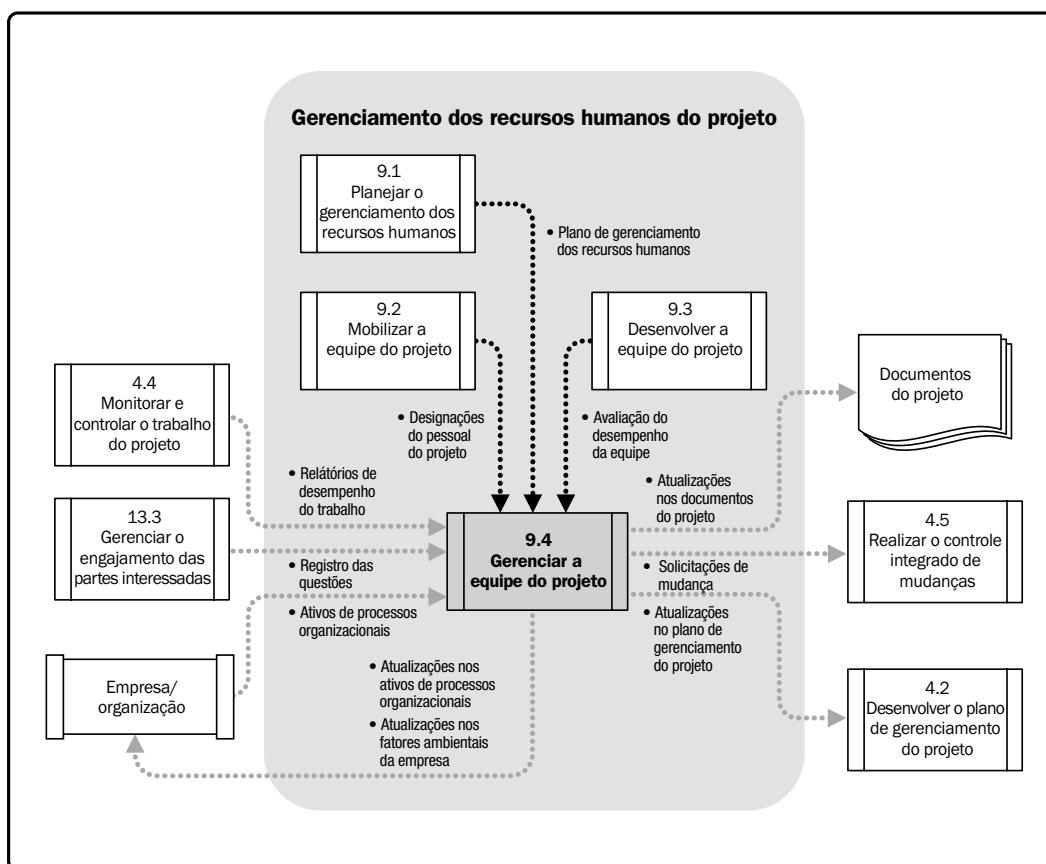 Gerenciamento dos recursos humanos do projeto
9.1
Planejar o
gerenciamento dos
recursos humanos
• Plano de gerenciamento
dos recursos humanos
9.2
Mobilizar a
equipe do projeto
9.3
Desenvolver a
equipe do projeto
4.4
Monitorar e
controlar o trabalho
do projeto
Documentos
do projeto
• Designações
do pessoal
do projeto
• Avaliação do
desempenho
da equipe
• Relátórios de
desempenho
do trabalho
• Atualizações
nos documentos
do projeto
13.3
Gerenciar o
engajamento das
partes interessadas
9.4
Gerenciar a
equipe do projeto
4.5
Realizar o controle
integrado de
mudanças
• Registro das
questões
• Solicitações de
mudança
• Ativos de processos
organizacionais
• Atualizações
no plano de
gerenciamento
do projeto
Empresa/
organização
• Atualizações nos
ativos de processos
organizacionais
• Atualizações nos
fatores ambientais
da empresa
4.2
Desenvolver o plano
de gerenciamento
do projeto